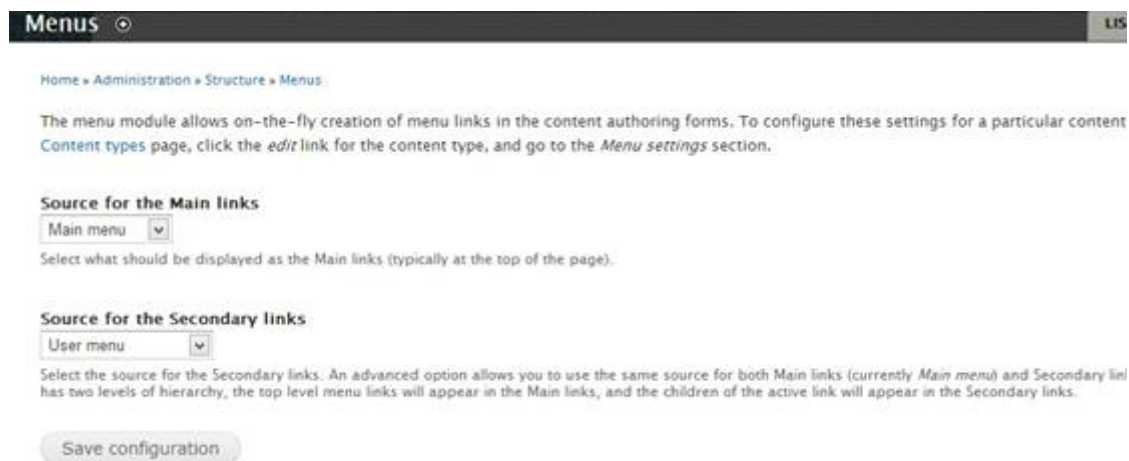 Menus
LIS
Home » Administration » Structure » Menus
The menu module allows on-the-fly creation of menu links in the content authoring forms. To configure these settings for a particular content
Content types page, click the edit link for the content type, and go to the Menu settings section.
Source for the Main links
Main menu
Select what should be displayed as the Main links (typically at the top of the page).
Source for the Secondary links
User menu
Select the source for the Secondary links. An advanced option allows you to use the same source for both Main links (currently Main menu) and Secondary lin
has two levels of hierarchy, the top level menu links will appear in the Main links, and the children of the active link will appear in the Secondary links.
Save configuration